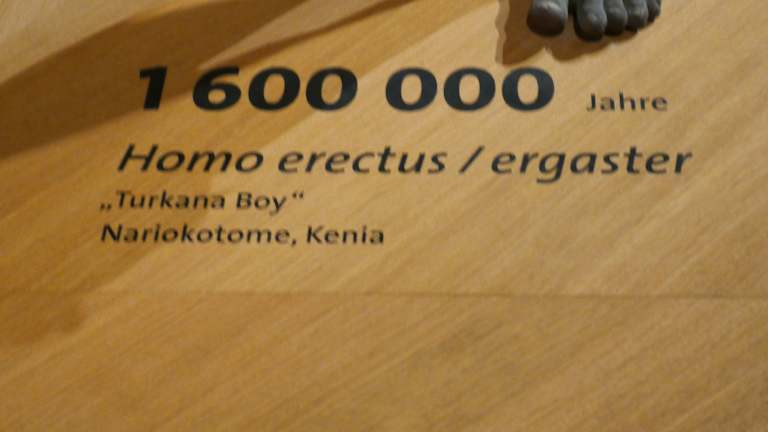 1 600 000 Jahre
Homo erectus / ergaster
„Turkana Boy“
Nariokotome, Kenia